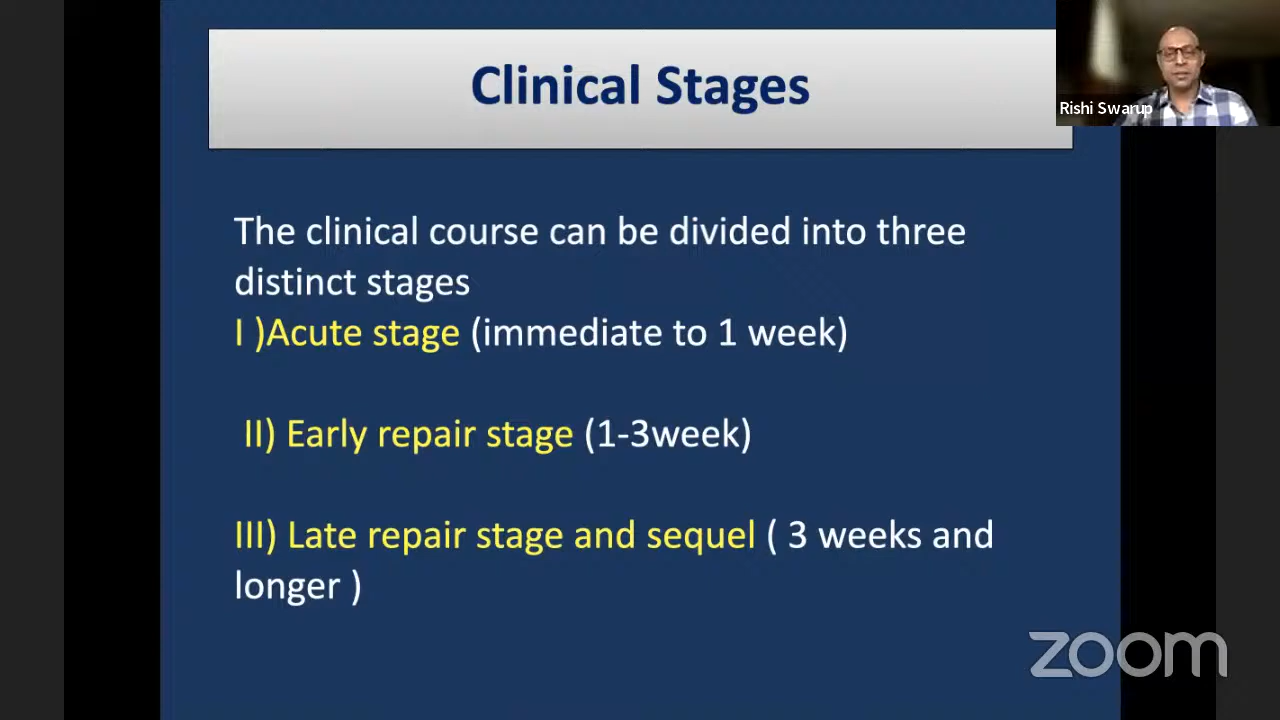 Clinical Stages
Rishi Swarup
The clinical course can be divided into three
distinct stages
I )Acute stage (immediate to 1 week)
II) Early repair stage (1-3week)
III) Late repair stage and sequel ( 3 weeks and
longer )
zoom